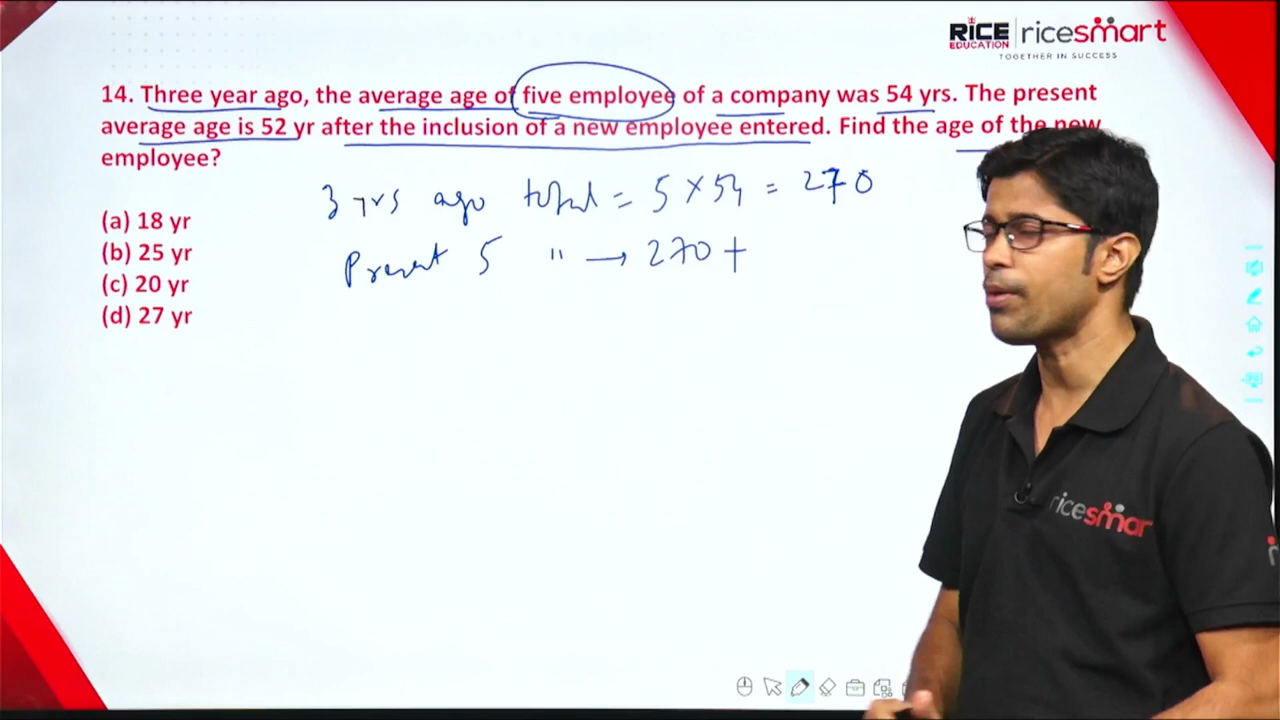 RICE EDUCATION ricesmart
TOGETHER IN SUCCESS
14. Three year ago, the average age of five employee of a company was 54 yrs. The present
average age is 52 yr after the inclusion of a new employee entered. Find the age of the new
employee?
3 yrs ago total = 5 × 54 = 270
Present 5 " → 270 +
(a) 18 yr
(b) 25 yr
(c) 20 yr
(d) 27 yr
ricesmar